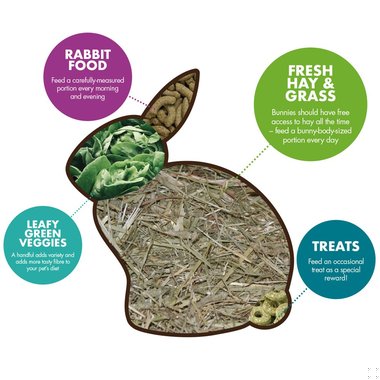 RABBIT
FOOD
Feed a carefully-measured
portion every morning
and evening
FRESH
HAY &
GRASS
Bunnies should have free
access to hay all the time
– feed a bunny-body-sized
portion every day
LEAFY
GREEN
VEGGIES
A handful adds variety and
adds more tasty fibre to
your pet's diet
TREATS
Feed an occasional
treat as a special
reward!